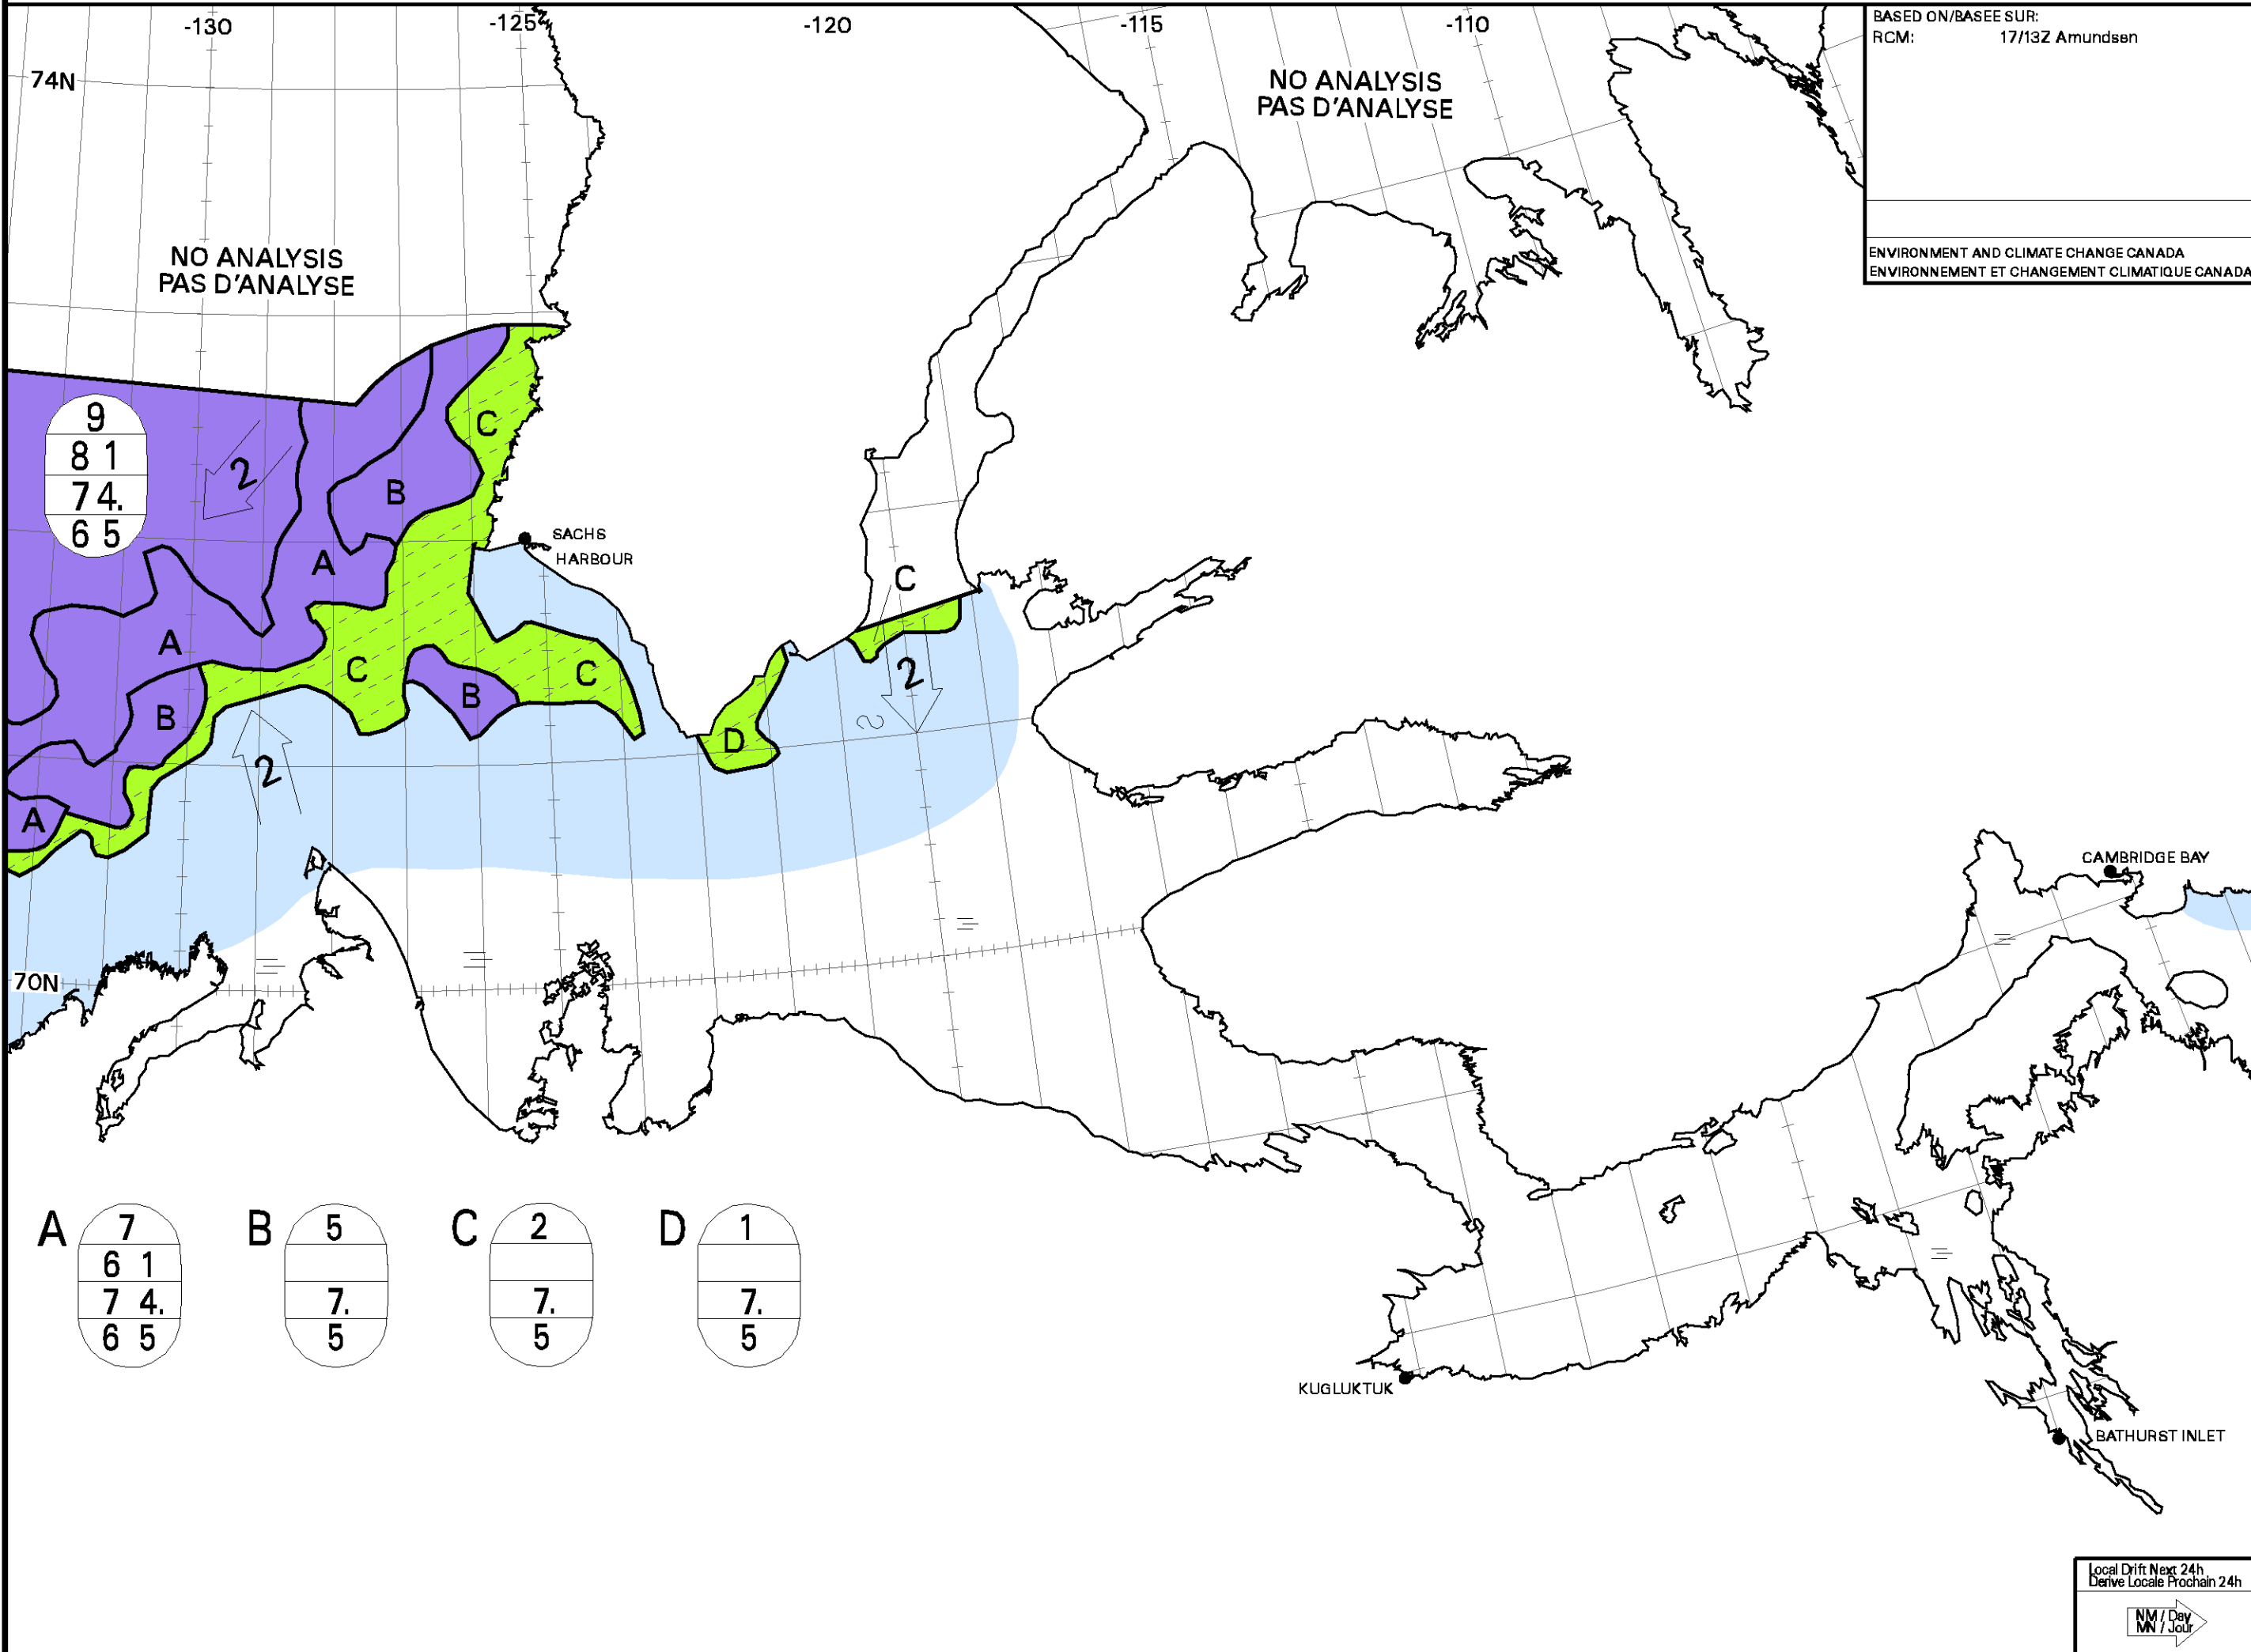 -130
-125
-120
-115
-110
BASED ON/BASEE SUR:
RCM: 17/13Z Amundsen
74N
NO ANALYSIS
PAS D'ANALYSE
NO ANALYSIS
PAS D'ANALYSE
ENVIRONMENT AND CLIMATE CHANGE CANADA
ENVIRONNEMENT ET CHANGEMENT CLIMATIQUE CANADA
9
8 1
7 4.
6 5
2
C
B
SACHS
HARBOUR
A
C
A
C
C
B
B
2
D
2
A
CAMBRIDGE BAY
70N
A
7
6 1
7 4.
6 5
B
5
7.
5
C
2
7.
5
D
1
7.
5
KUGLUKTUK
BATHURST INLET
Local Drift Next 24h
Derive Locale Prochain 24h
NM / Day
MN / Jour